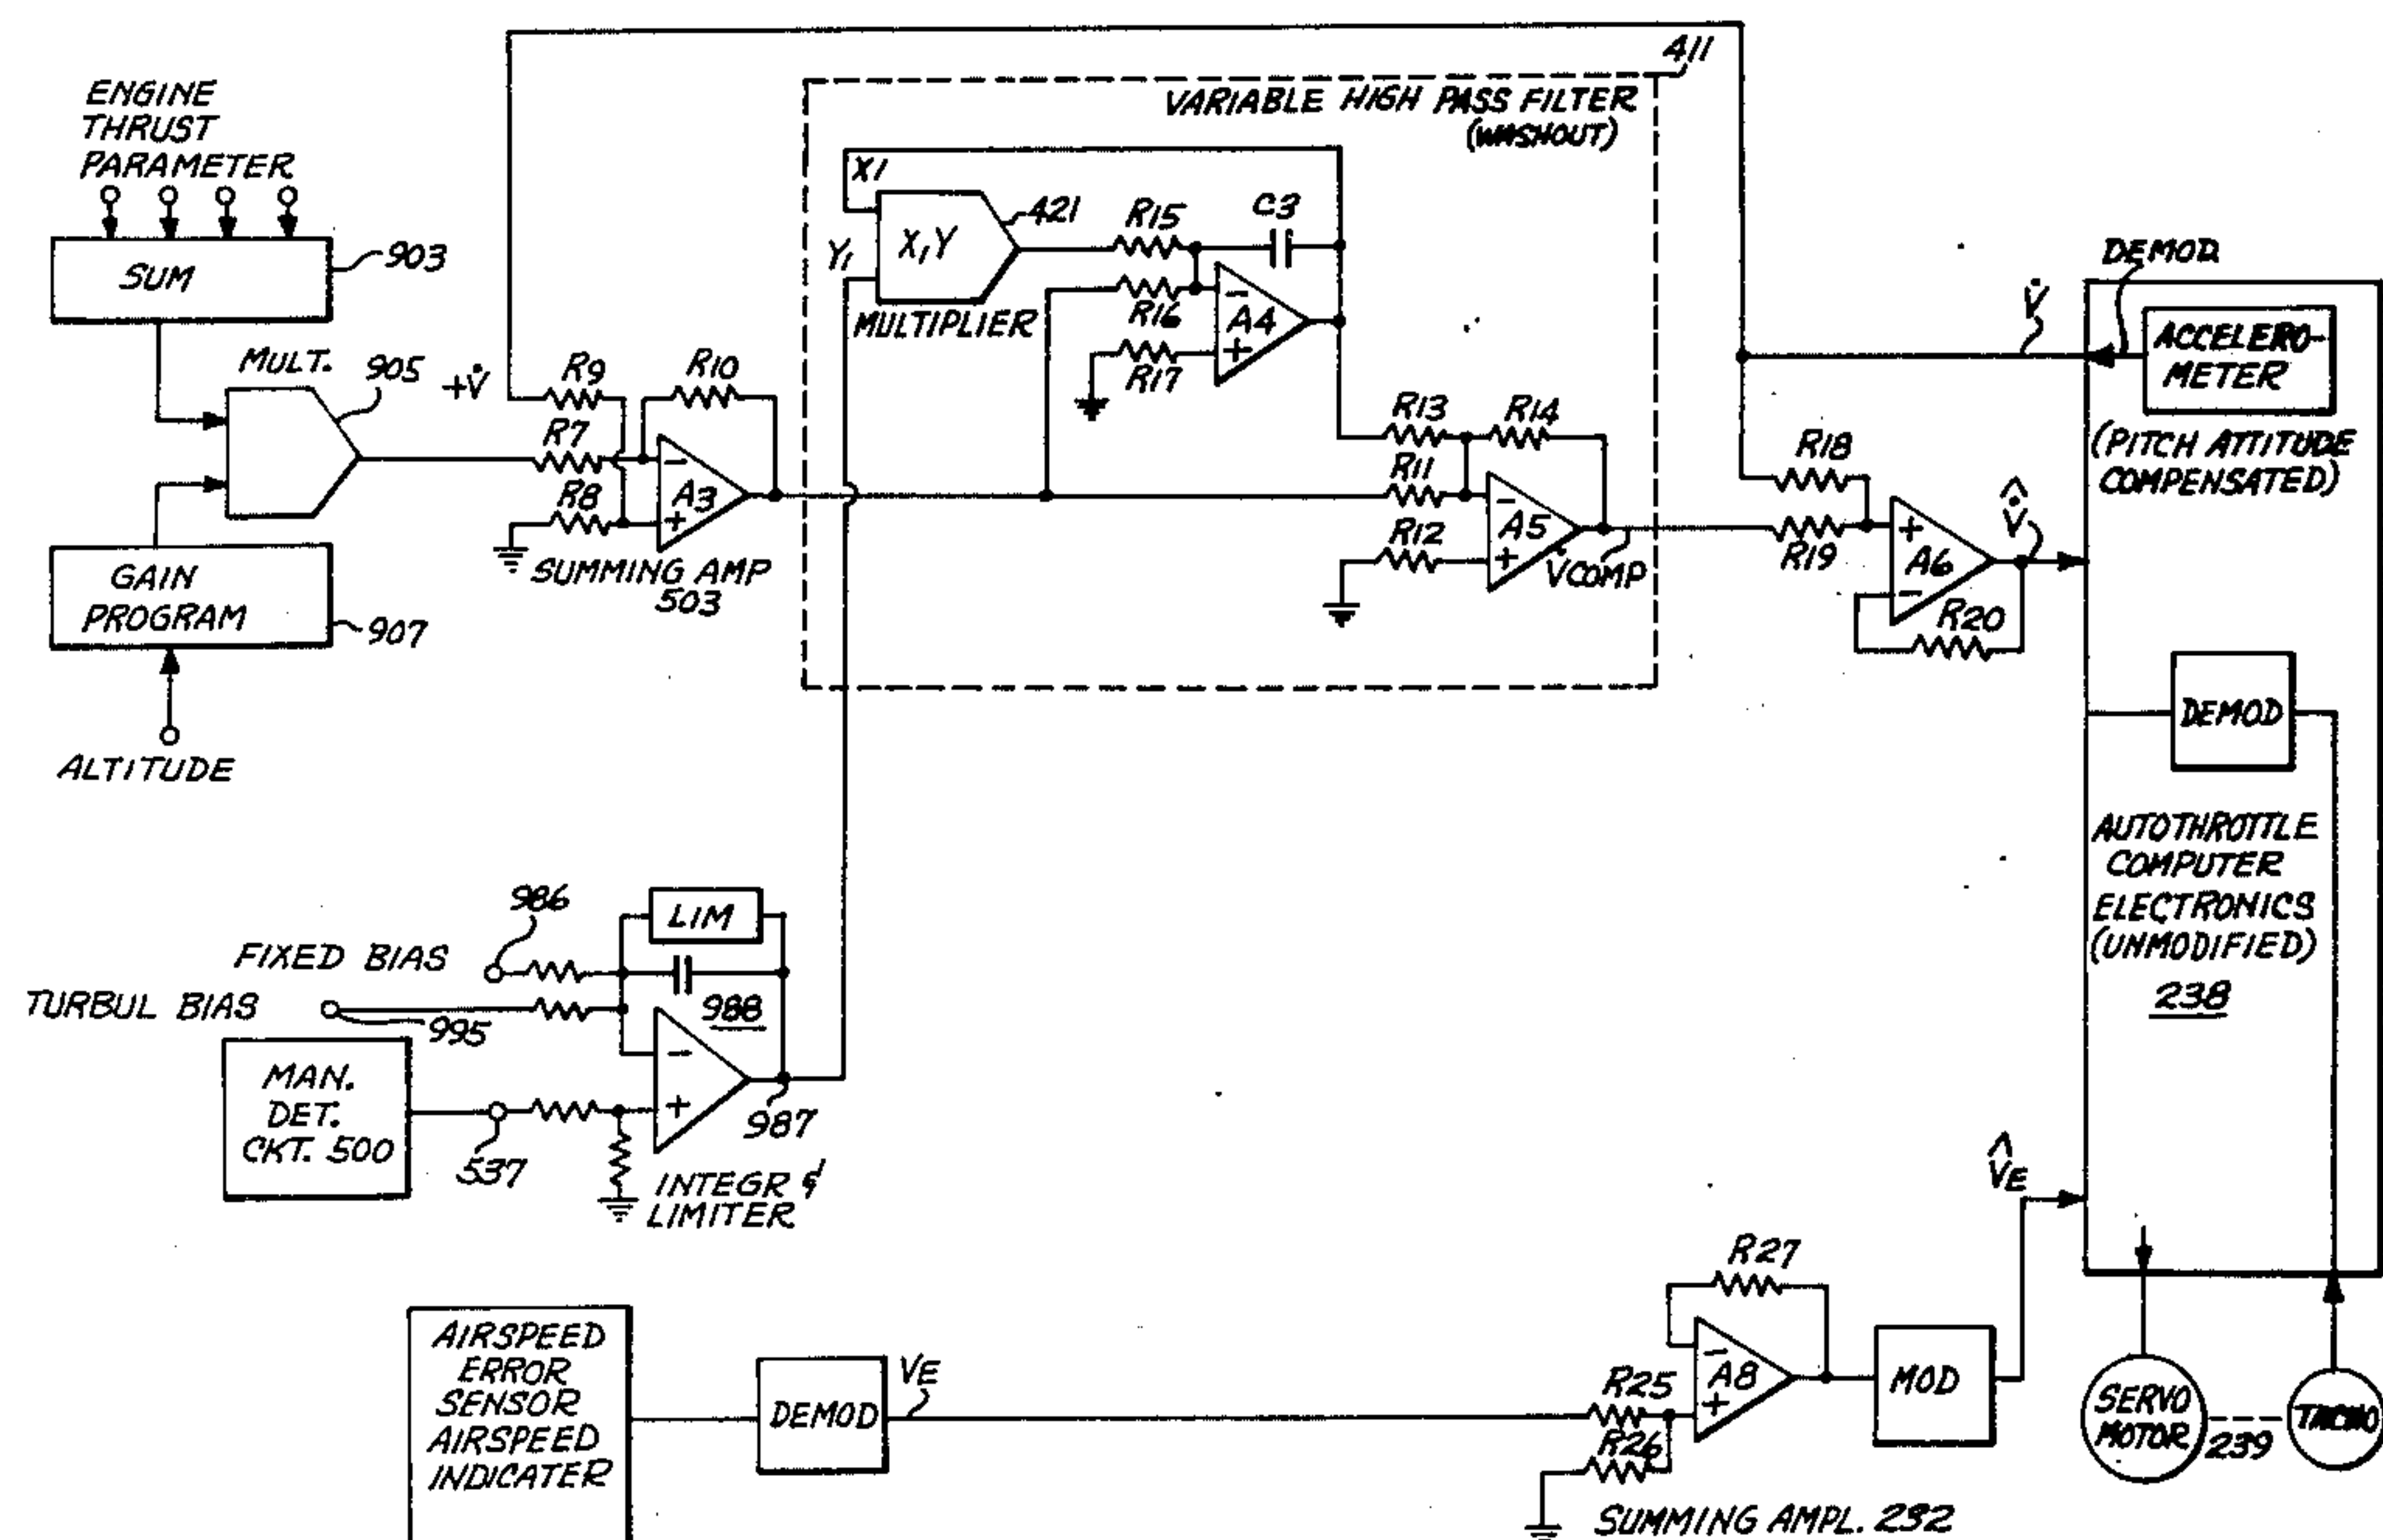 411
VARIABLE HIGH PASS FILTER
(WASHOUT)
ENGINE
THRUST
PARAMETER
SUM
903
MULT.
905
+V̇
R9
R10
R7
R8
A3
SUMMING AMP
503
GAIN
PROGRAM
907
ALTITUDE
X1
Y1
X,Y
421
MULTIPLIER
R15
C3
R16
R17
A4
R13
R14
R11
R12
A5
V̇COMP
DEMOD
V̇
ACCELERO-
METER
(PITCH ATTITUDE
COMPENSATED)
R18
R19
A6
R20
V̇̂
DEMOD
AUTOTHROTTLE
COMPUTER
ELECTRONICS
(UNMODIFIED)
238
986
LIM
FIXED BIAS
TURBUL BIAS
995
988
MAN.
DET.
CKT. 500
537
987
INTEGR &
LIMITER
V̂E
AIRSPEED
ERROR
SENSOR
AIRSPEED
INDICATER
DEMOD
VE
R27
R25
R26
A8
MOD
SERVO
MOTOR
239
TACHO
SUMMING AMPL. 232